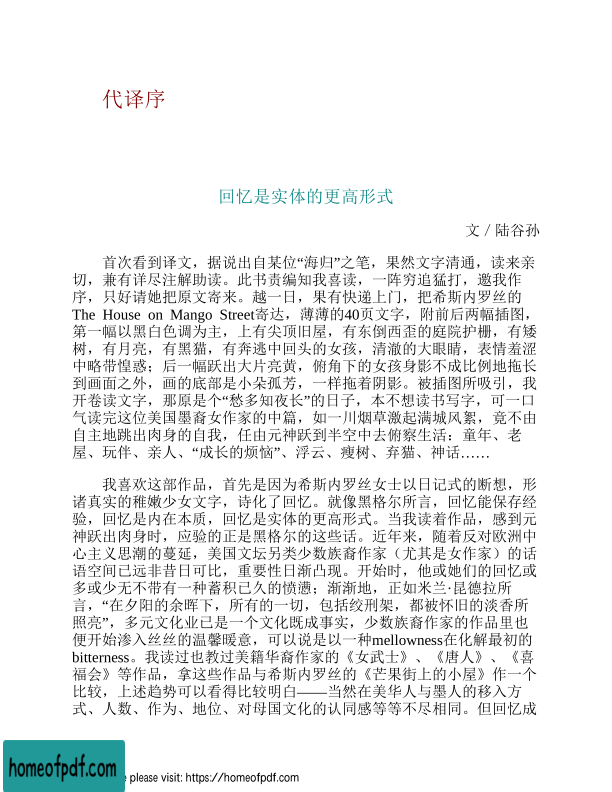 代译序
回忆是实体的更高形式
文 / 陆谷孙
首次看到译文，据说出自某位“海归”之笔，果然文字清通，读来亲
切，兼有详尽注解助读。此书责编知我喜读，一阵穷追猛打，邀我作
序，只好请她把原文寄来。越一日，果有快递上门，把希斯内罗丝的
The House on Mango Street寄达，薄薄的40页文字，附前后两幅插图，
第一幅以黑白色调为主，上有尖顶旧屋，有东倒西歪的庭院护栅，有矮
树，有月亮，有黑猫，有奔逃中回头的女孩，清澈的大眼睛，表情羞涩
中略带惶惑；后一幅跃出大片亮黄，俯角下的女孩身影不成比例地拖长
到画面之外，画的底部是小朵孤芳，一样拖着阴影。被插图所吸引，我
开卷读文字，那原是个“愁多知夜长”的日子，本不想读书写字，可一口
气读完这位美国墨裔女作家的中篇，如一川烟草激起满城风絮，竟不由
自主地跳出肉身的自我，任由元神跃到半空中去俯察生活：童年、老
屋、玩伴、亲人、“成长的烦恼”、浮云、瘦树、弃猫、神话……
我喜欢这部作品，首先是因为希斯内罗丝女士以日记式的断想，形
诸真实的稚嫩少女文字，诗化了回忆。就像黑格尔所言，回忆能保存经
验，回忆是内在本质，回忆是实体的更高形式。当我读着作品，感到元
神跃出肉身时，应验的正是黑格尔的这些话。近年来，随着反对欧洲中
心主义思潮的蔓延，美国文坛另类少数族裔作家（尤其是女作家）的话
语空间已远非昔日可比，重要性日渐凸现。开始时，他或她们的回忆或
多或少无不带有一种蓄积已久的愤懑；渐渐地，正如米兰·昆德拉所
言，“在夕阳的余晖下，所有的一切，包括绞刑架，都被怀旧的淡香所
照亮”，多元文化业已是一个文化既成事实，少数族裔作家的作品里也
便开始渗入丝丝的温馨暖意，可以说是以一种mellowness在化解最初的
bitterness。我读过也教过美籍华裔作家的《女武士》、《唐人》、《喜
福会》等作品，拿这些作品与希斯内罗丝的《芒果街上的小屋》作一个
比较，上述趋势可以看得比较明白——当然在美华人与墨人的移入方
式、人数、作为、地位、对母国文化的认同感等等不尽相同。但回忆成
homeofpdf.com
e please visit: https://homeofpdf.com